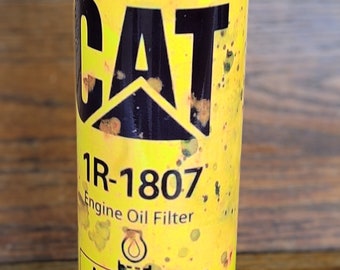 CAT
1R-1807
Engine Oil Filter